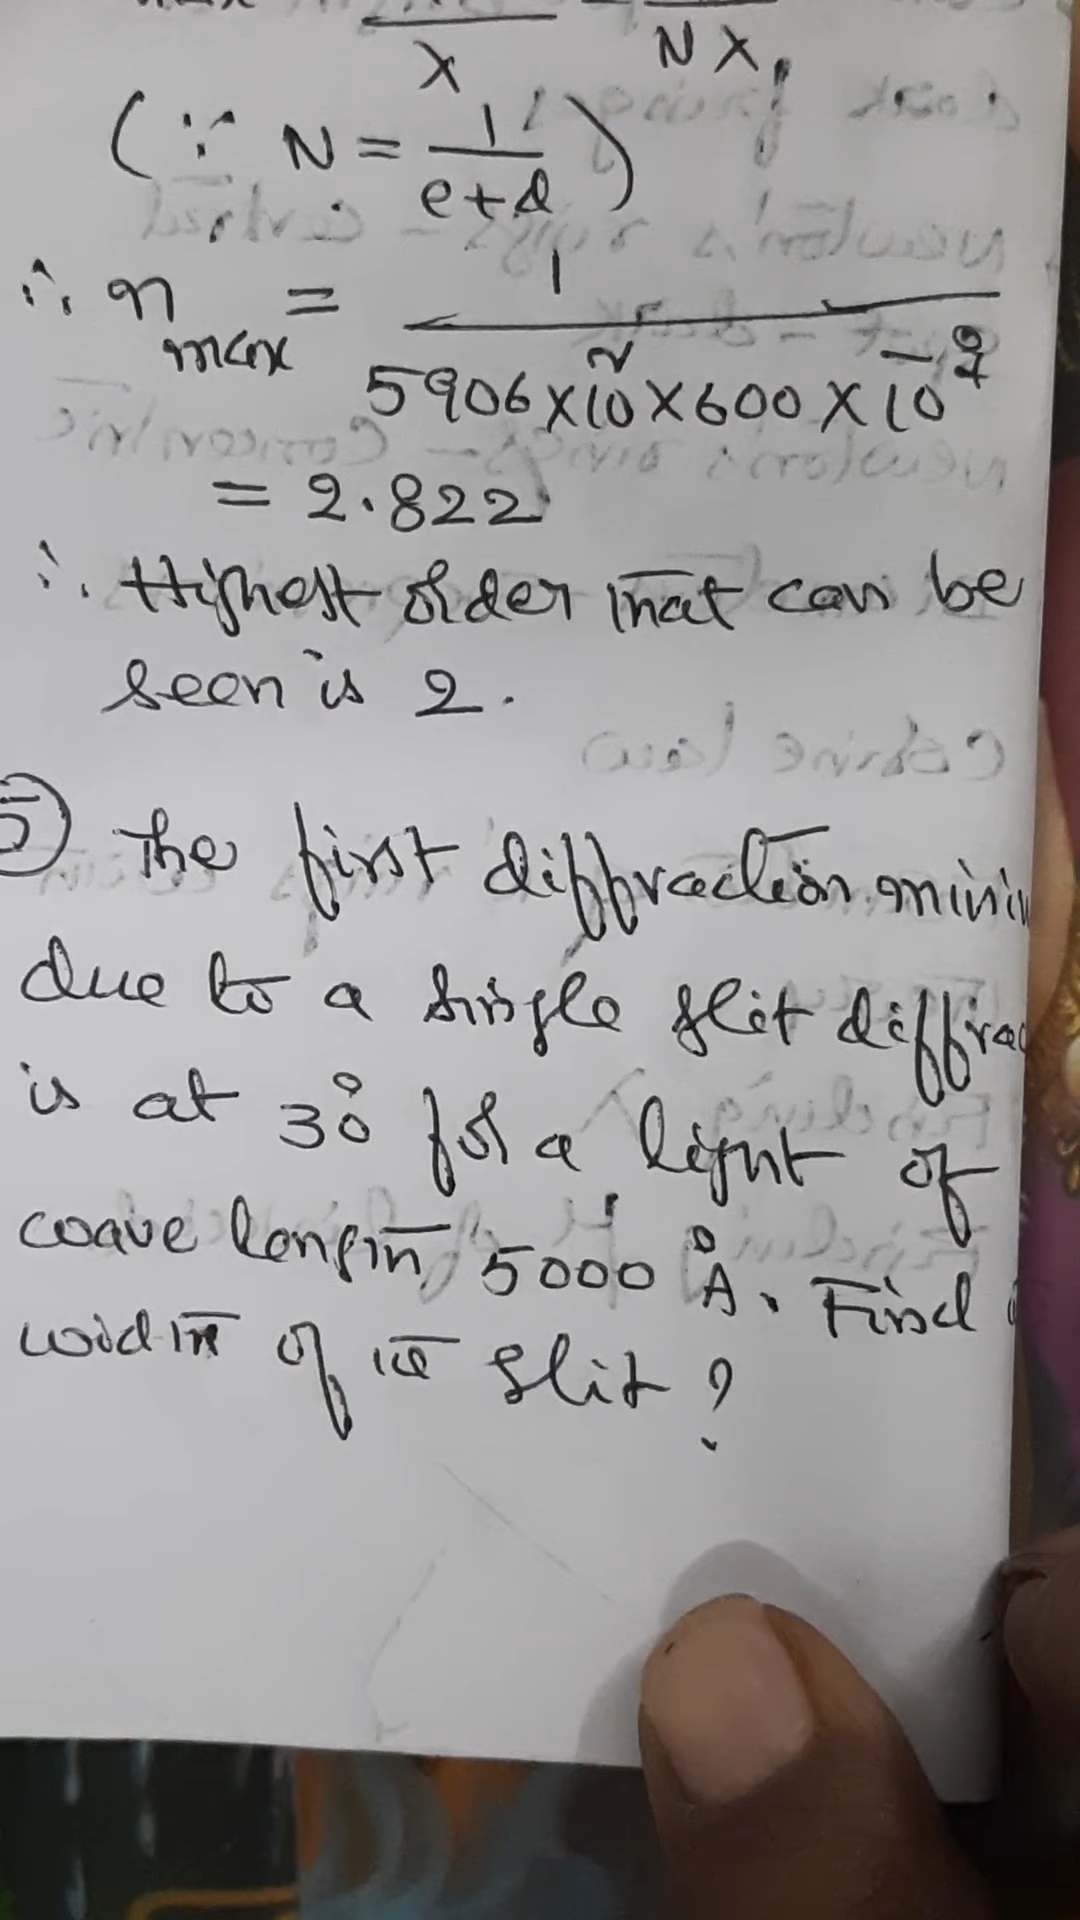 X NX
(∵ N = 1/e+d)
∴ n max = 1 / 5906×10²×600×10⁻⁹
= 2.822
∴ Highest order that can be
seen is 2.
5) The first diffraction minim
due to a single slit diffrac
is at 30° for a light of
wave length 5000 Å. Find
width of the slit?